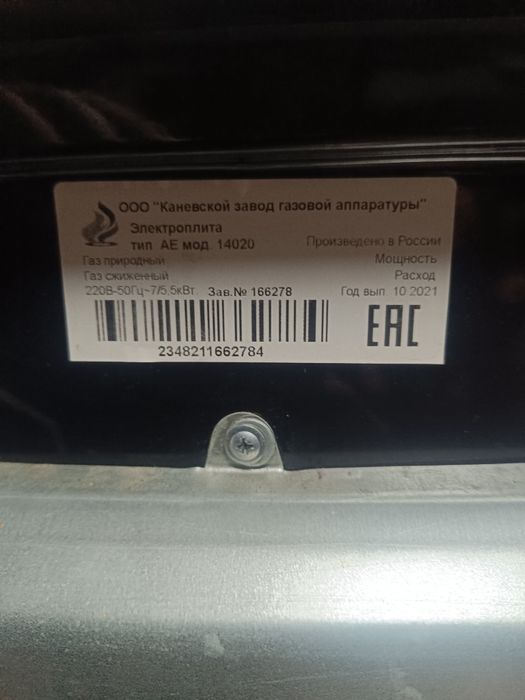 ООО "Каневской завод газовой аппаратуры"
Электроплита
тип АЕ мод. 14020
Произведено в России
Газ природный
Мощность
Газ сжиженный
Расход
220В-50Гц~7/5,5кВт. Зав.№ 166278
Год вып. 10.2021
2348211662784
ЕАС